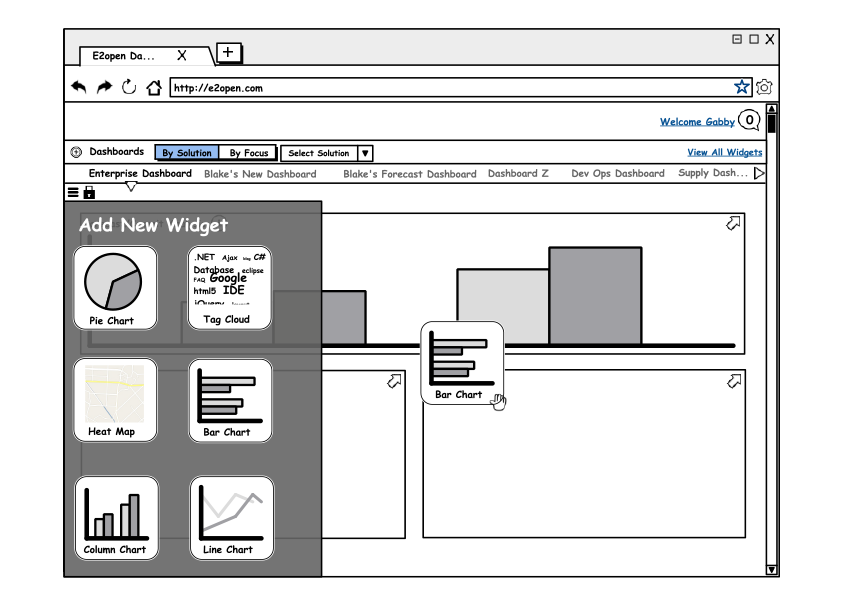 E2open Da... X +
http://e2open.com
Welcome Gabby 0
Dashboards By Solution By Focus Select Solution
View All Widgets
Enterprise Dashboard Blake's New Dashboard Blake's Forecast Dashboard Dashboard Z Dev Ops Dashboard Supply Dash...
Add New Widget
.NET Ajax C#
Database eclipse
FAQ Google
html5 IDE
jQuery
Pie Chart
Tag Cloud
Bar Chart
Heat Map
Bar Chart
Column Chart
Line Chart